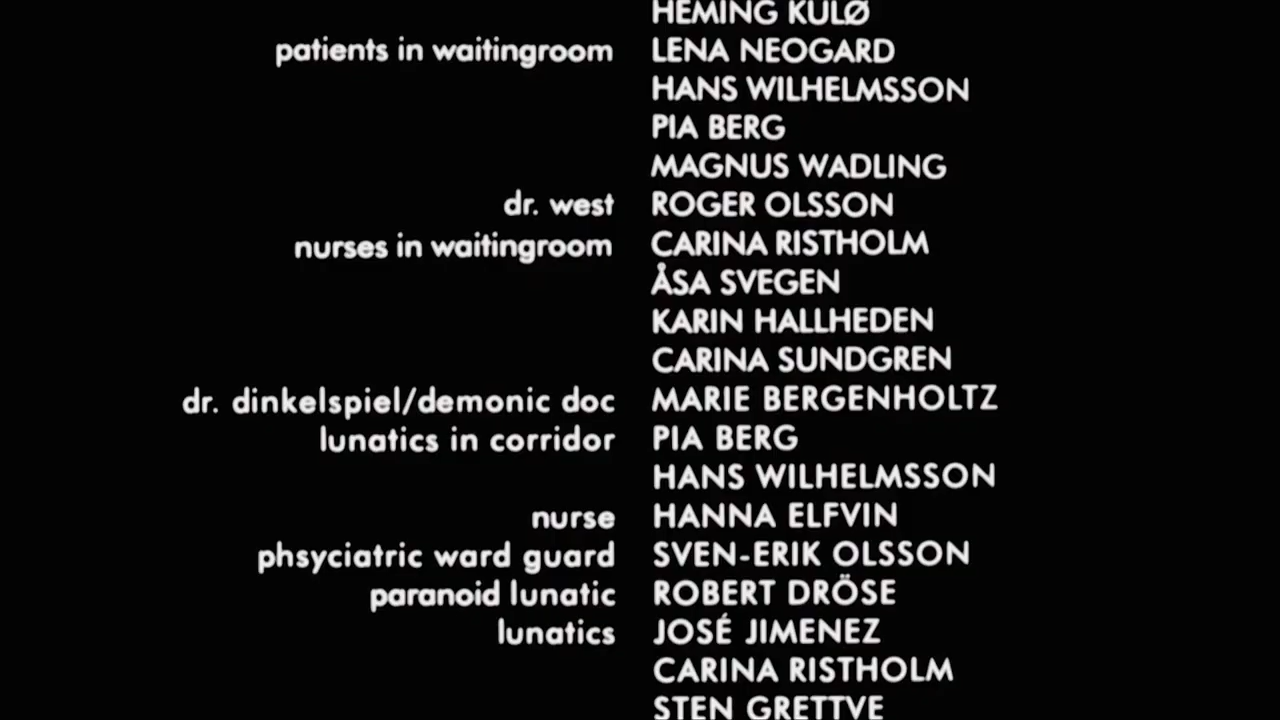 HEMING KULØ
patients in waitingroom LENA NEOGARD
HANS WILHELMSSON
PIA BERG
MAGNUS WADLING
dr. west ROGER OLSSON
nurses in waitingroom CARINA RISTHOLM
ÅSA SVEGEN
KARIN HALLHEDEN
CARINA SUNDGREN
dr. dinkelspiel/demonic doc MARIE BERGENHOLTZ
lunatics in corridor PIA BERG
HANS WILHELMSSON
nurse HANNA ELFVIN
phsyciatric ward guard SVEN-ERIK OLSSON
paranoid lunatic ROBERT DRÖSE
lunatics JOSÉ JIMENEZ
CARINA RISTHOLM
STEN GRETTVE